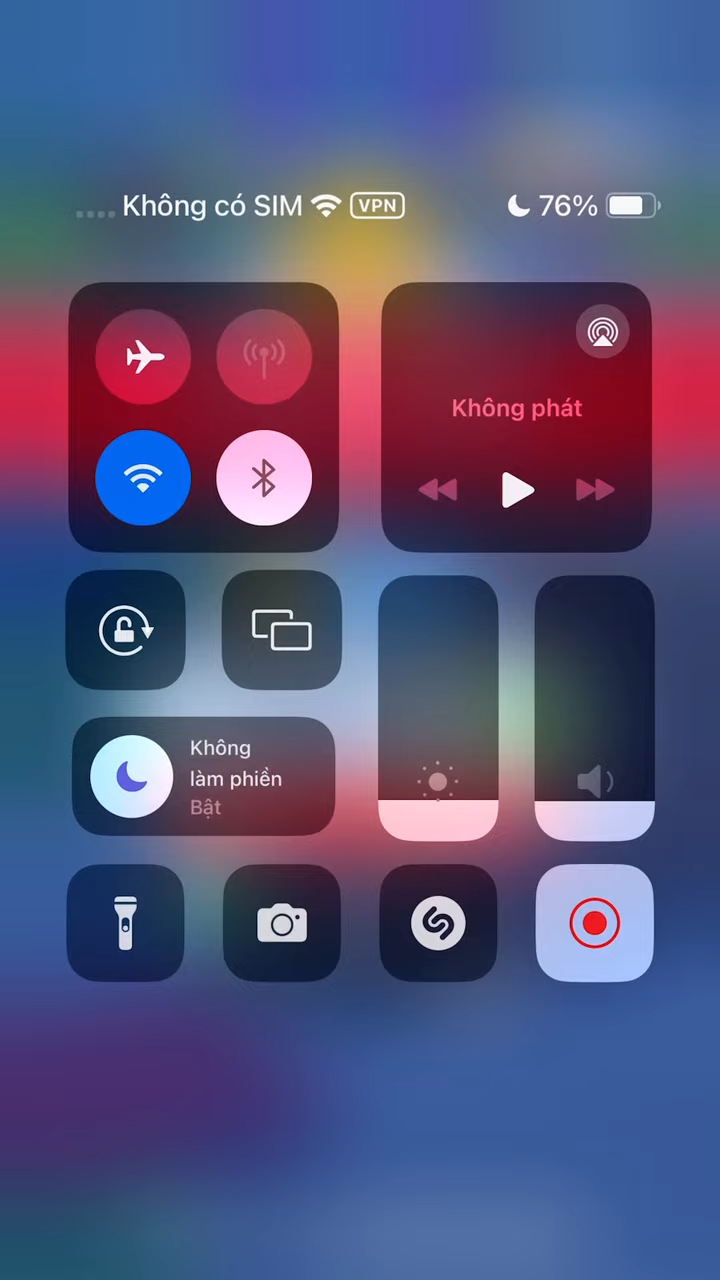 Không có SIM VPN 76%
Không phát
Không
làm phiền
Bật